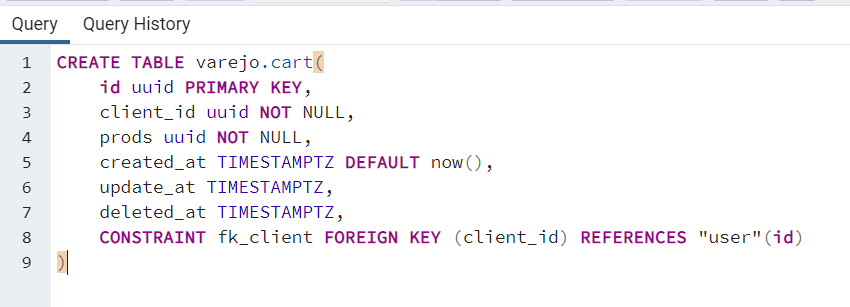 Query Query History
1 CREATE TABLE varejo.cart(
2 id uuid PRIMARY KEY,
3 client_id uuid NOT NULL,
4 prods uuid NOT NULL,
5 created_at TIMESTAMPTZ DEFAULT now(),
6 update_at TIMESTAMPTZ,
7 deleted_at TIMESTAMPTZ,
8 CONSTRAINT fk_client FOREIGN KEY (client_id) REFERENCES "user"(id)
9 )